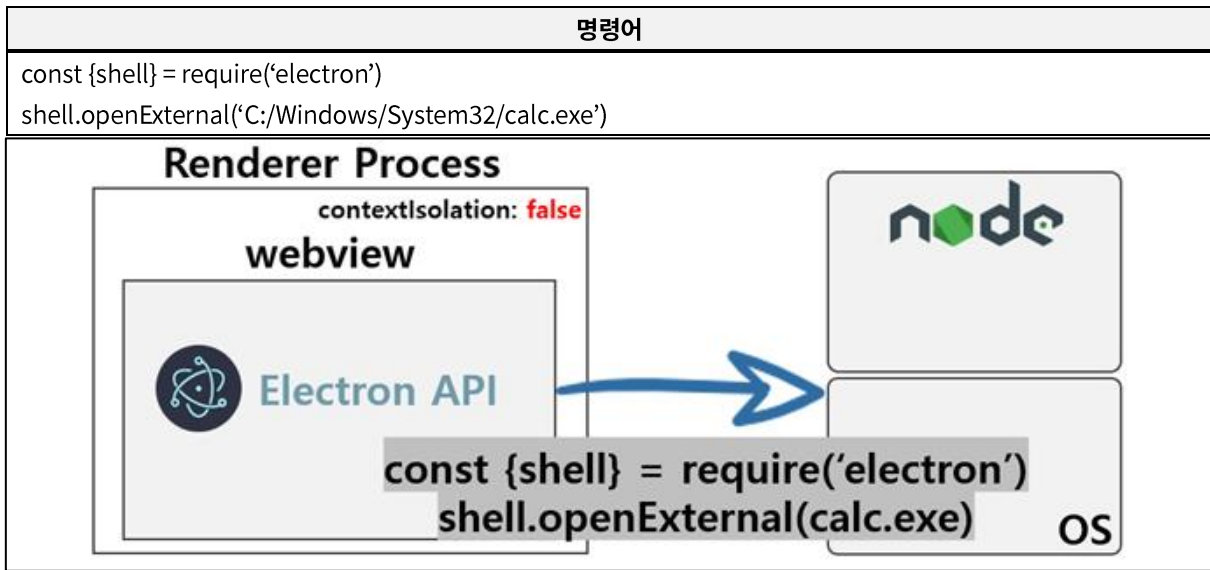 명령어
const {shell} = require(‘electron’)
shell.openExternal(‘C:/Windows/System32/calc.exe’)
Renderer Process
contextIsolation: false
webview
node
Electron API
const {shell} = require(‘electron’)
shell.openExternal(calc.exe)
OS